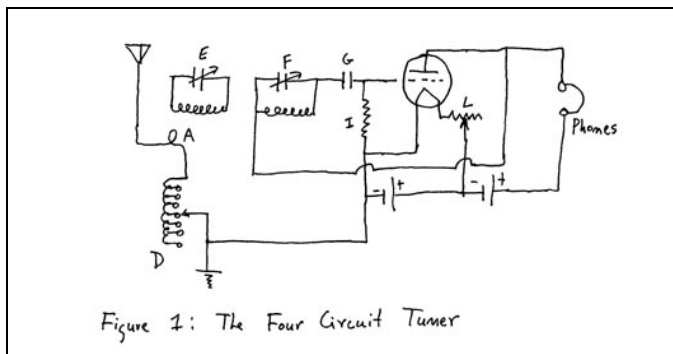 E
F
G
L
I
A
Phones
- +
- +
D
Figure 1: The Four Circuit Tuner